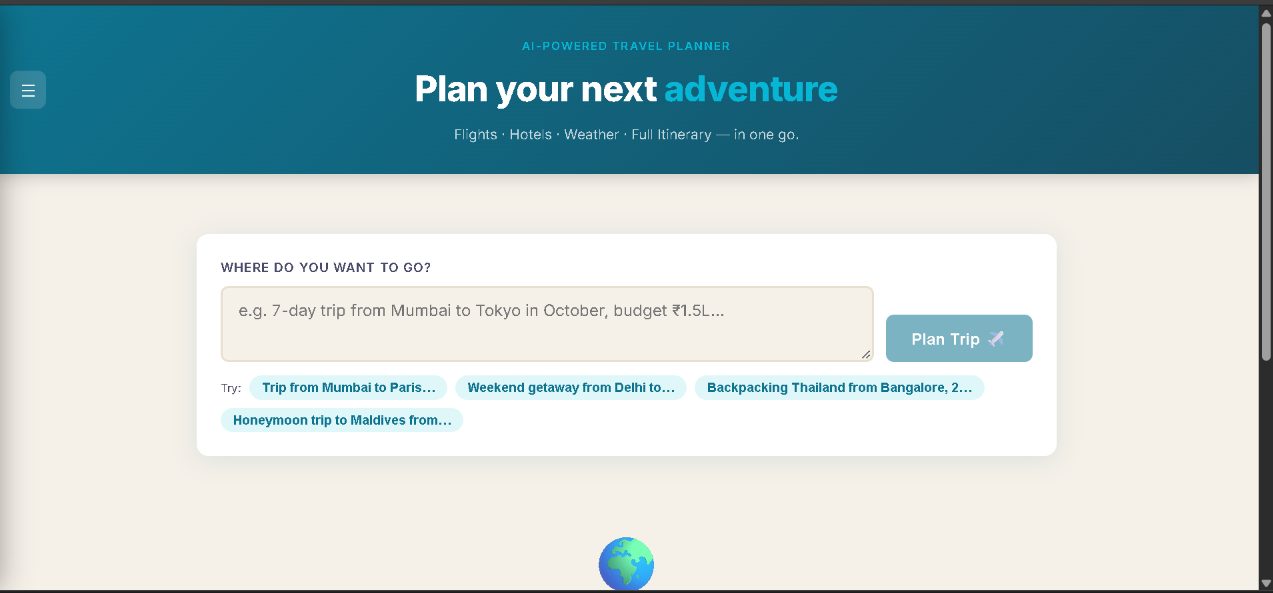 AI-POWERED TRAVEL PLANNER
Plan your next adventure
Flights · Hotels · Weather · Full Itinerary — in one go.
WHERE DO YOU WANT TO GO?
e.g. 7-day trip from Mumbai to Tokyo in October, budget ₹1.5L...
Plan Trip
Try: Trip from Mumbai to Paris... Weekend getaway from Delhi to... Backpacking Thailand from Bangalore, 2...
Honeymoon trip to Maldives from...